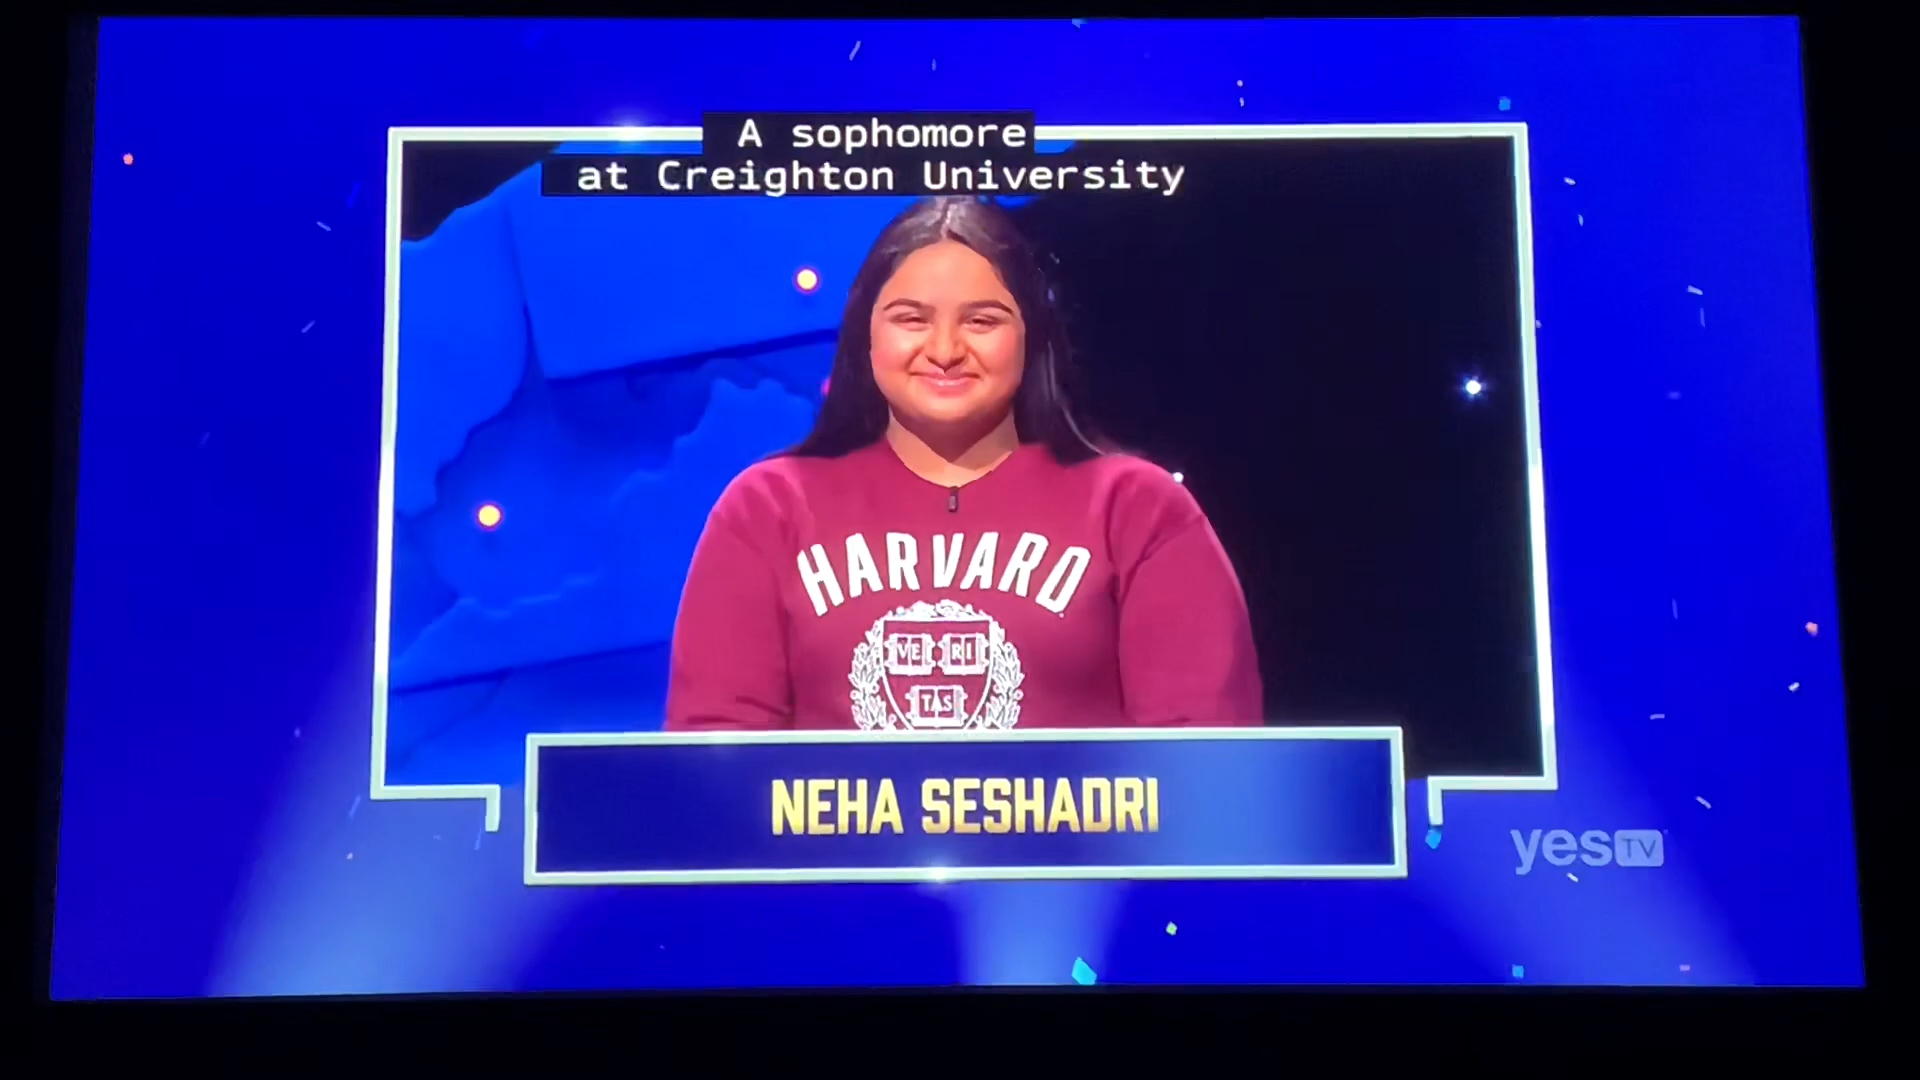 A sophomore
at Creighton University
HARVARD
VE RI
TAS
NEHA SESHADRI
yes TV